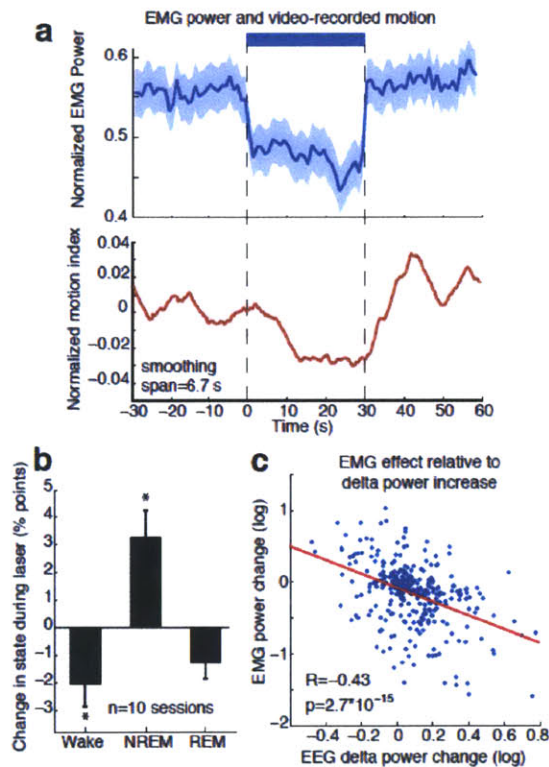 EMG power and video-recorded motion
a
Normalized EMG Power
0.6
0.5
0.4
Normalized motion index
0.04
0.02
0
−0.02
−0.04
smoothing
span=6.7 s
−30 −20 −10 0 10 20 30 40 50 60
Time (s)
b
Change in state during laser (% points)
5
4
3
2
1
0
−1
−2
−3
*
*
n=10 sessions
Wake NREM REM
c
EMG effect relative to
delta power increase
EMG power change (log)
1
0
−1
−2
R=−0.43
p=2.7*10⁻¹⁵
−0.4 0 0.2 0.4 0.6 0.8
EEG delta power change (log)